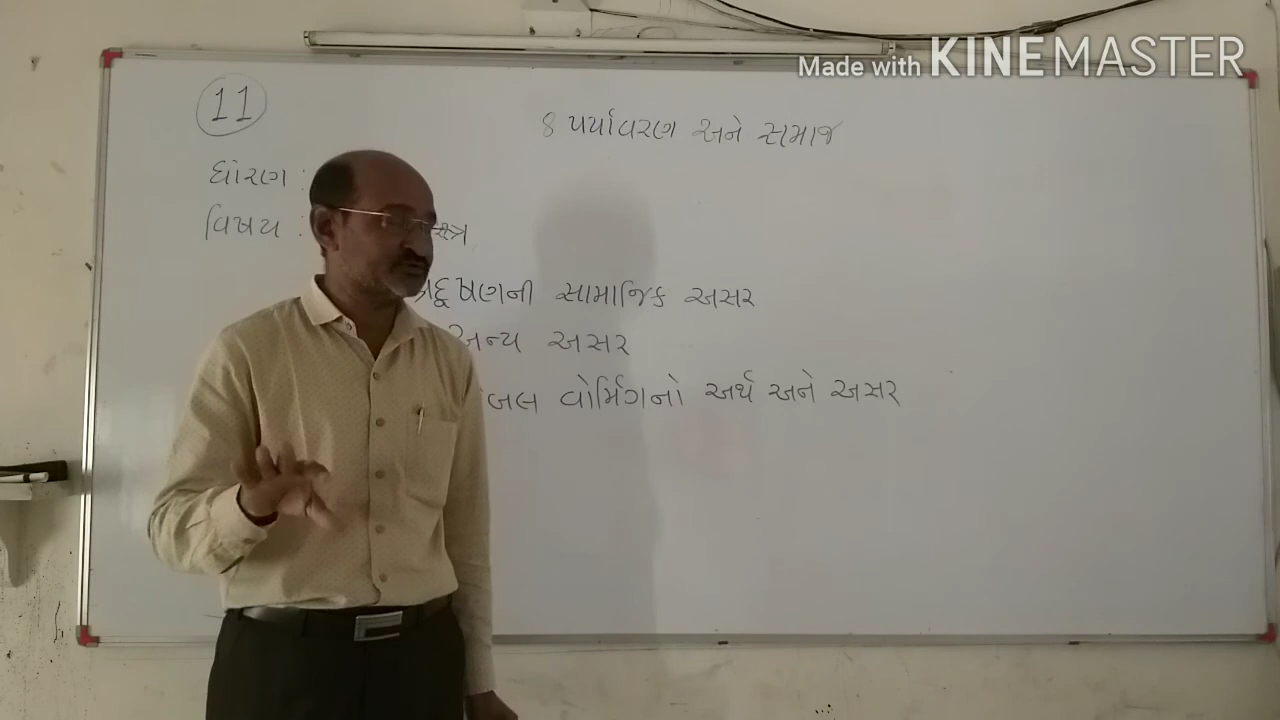 Made with KINEMASTER
11
8 પર્યાવરણ અને સમાજ
ધોરણ :
વિષય :
પ્રદૂષણની સામાજિક અસર
અન્ય અસર
વોર્મિંગનો અર્થ અને અસર